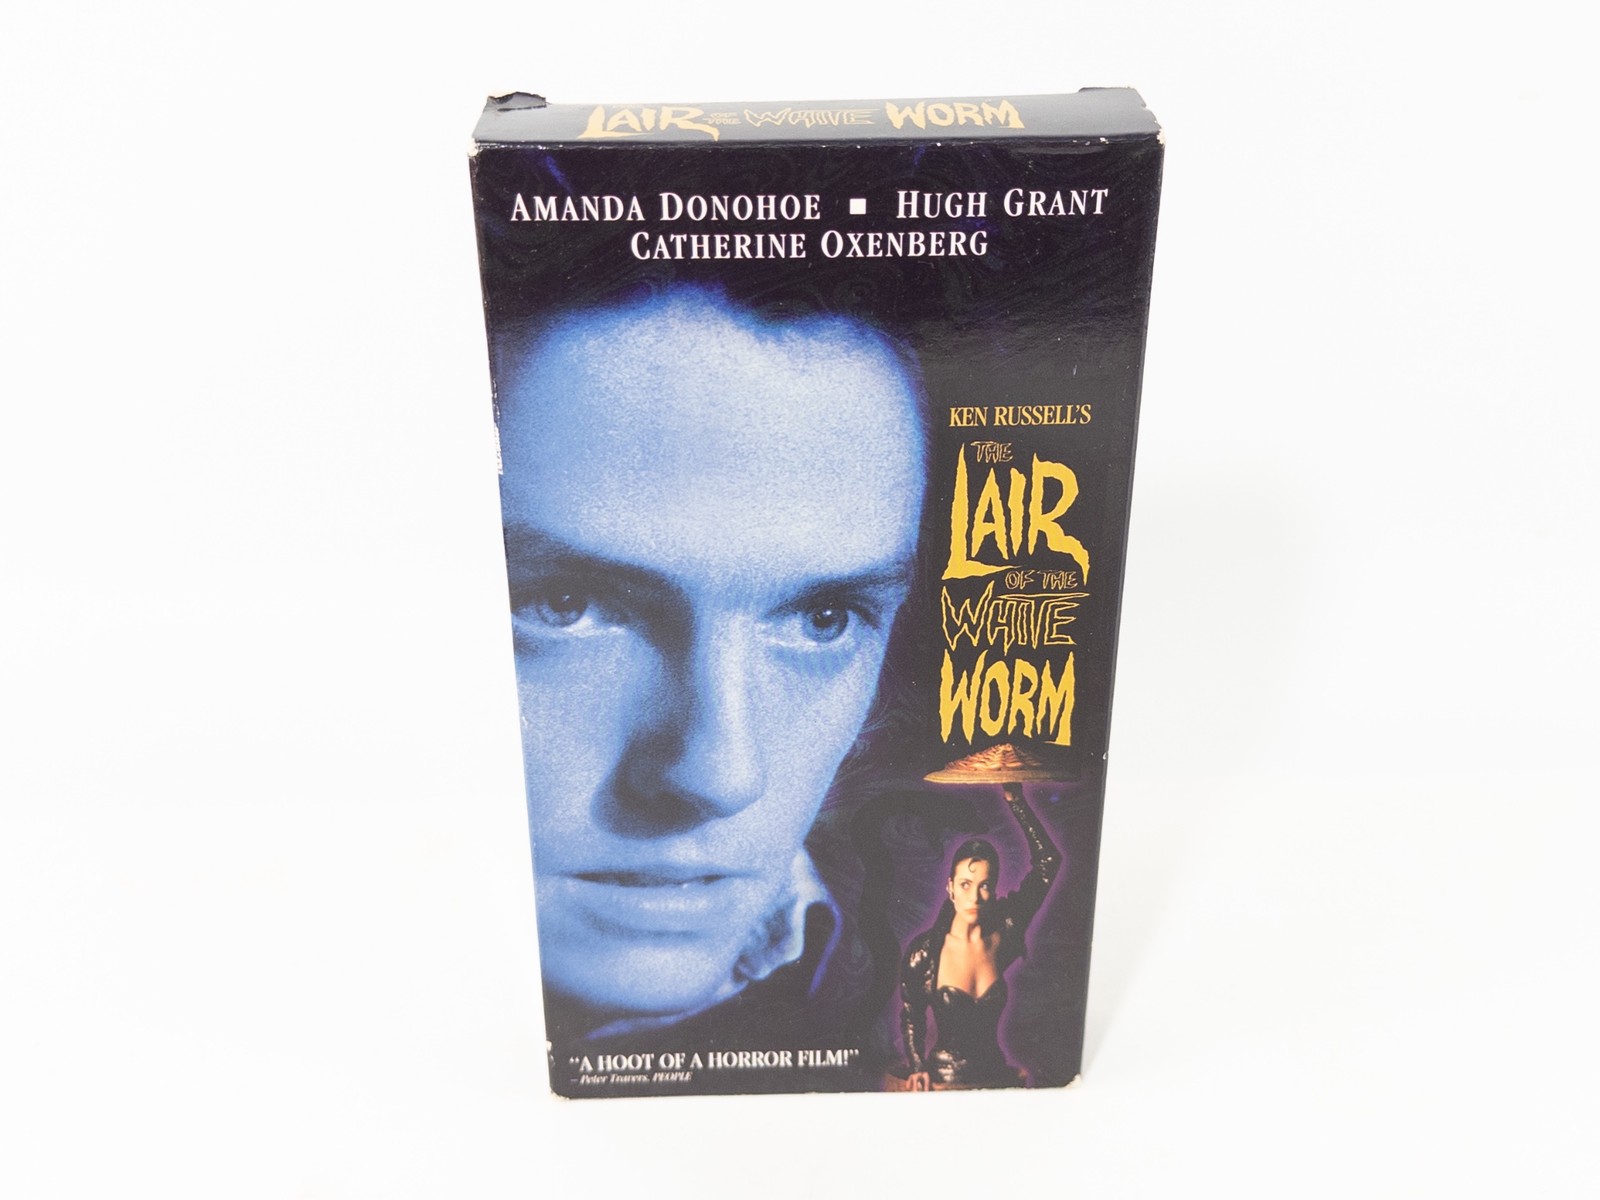 LAIR OF THE WHITE WORM
AMANDA DONOHOE ▪ HUGH GRANT
CATHERINE OXENBERG
KEN RUSSELL'S
THE
LAIR
OF THE
WHITE
WORM
"A HOOT OF A HORROR FILM!"
– Peter Travers, PEOPLE